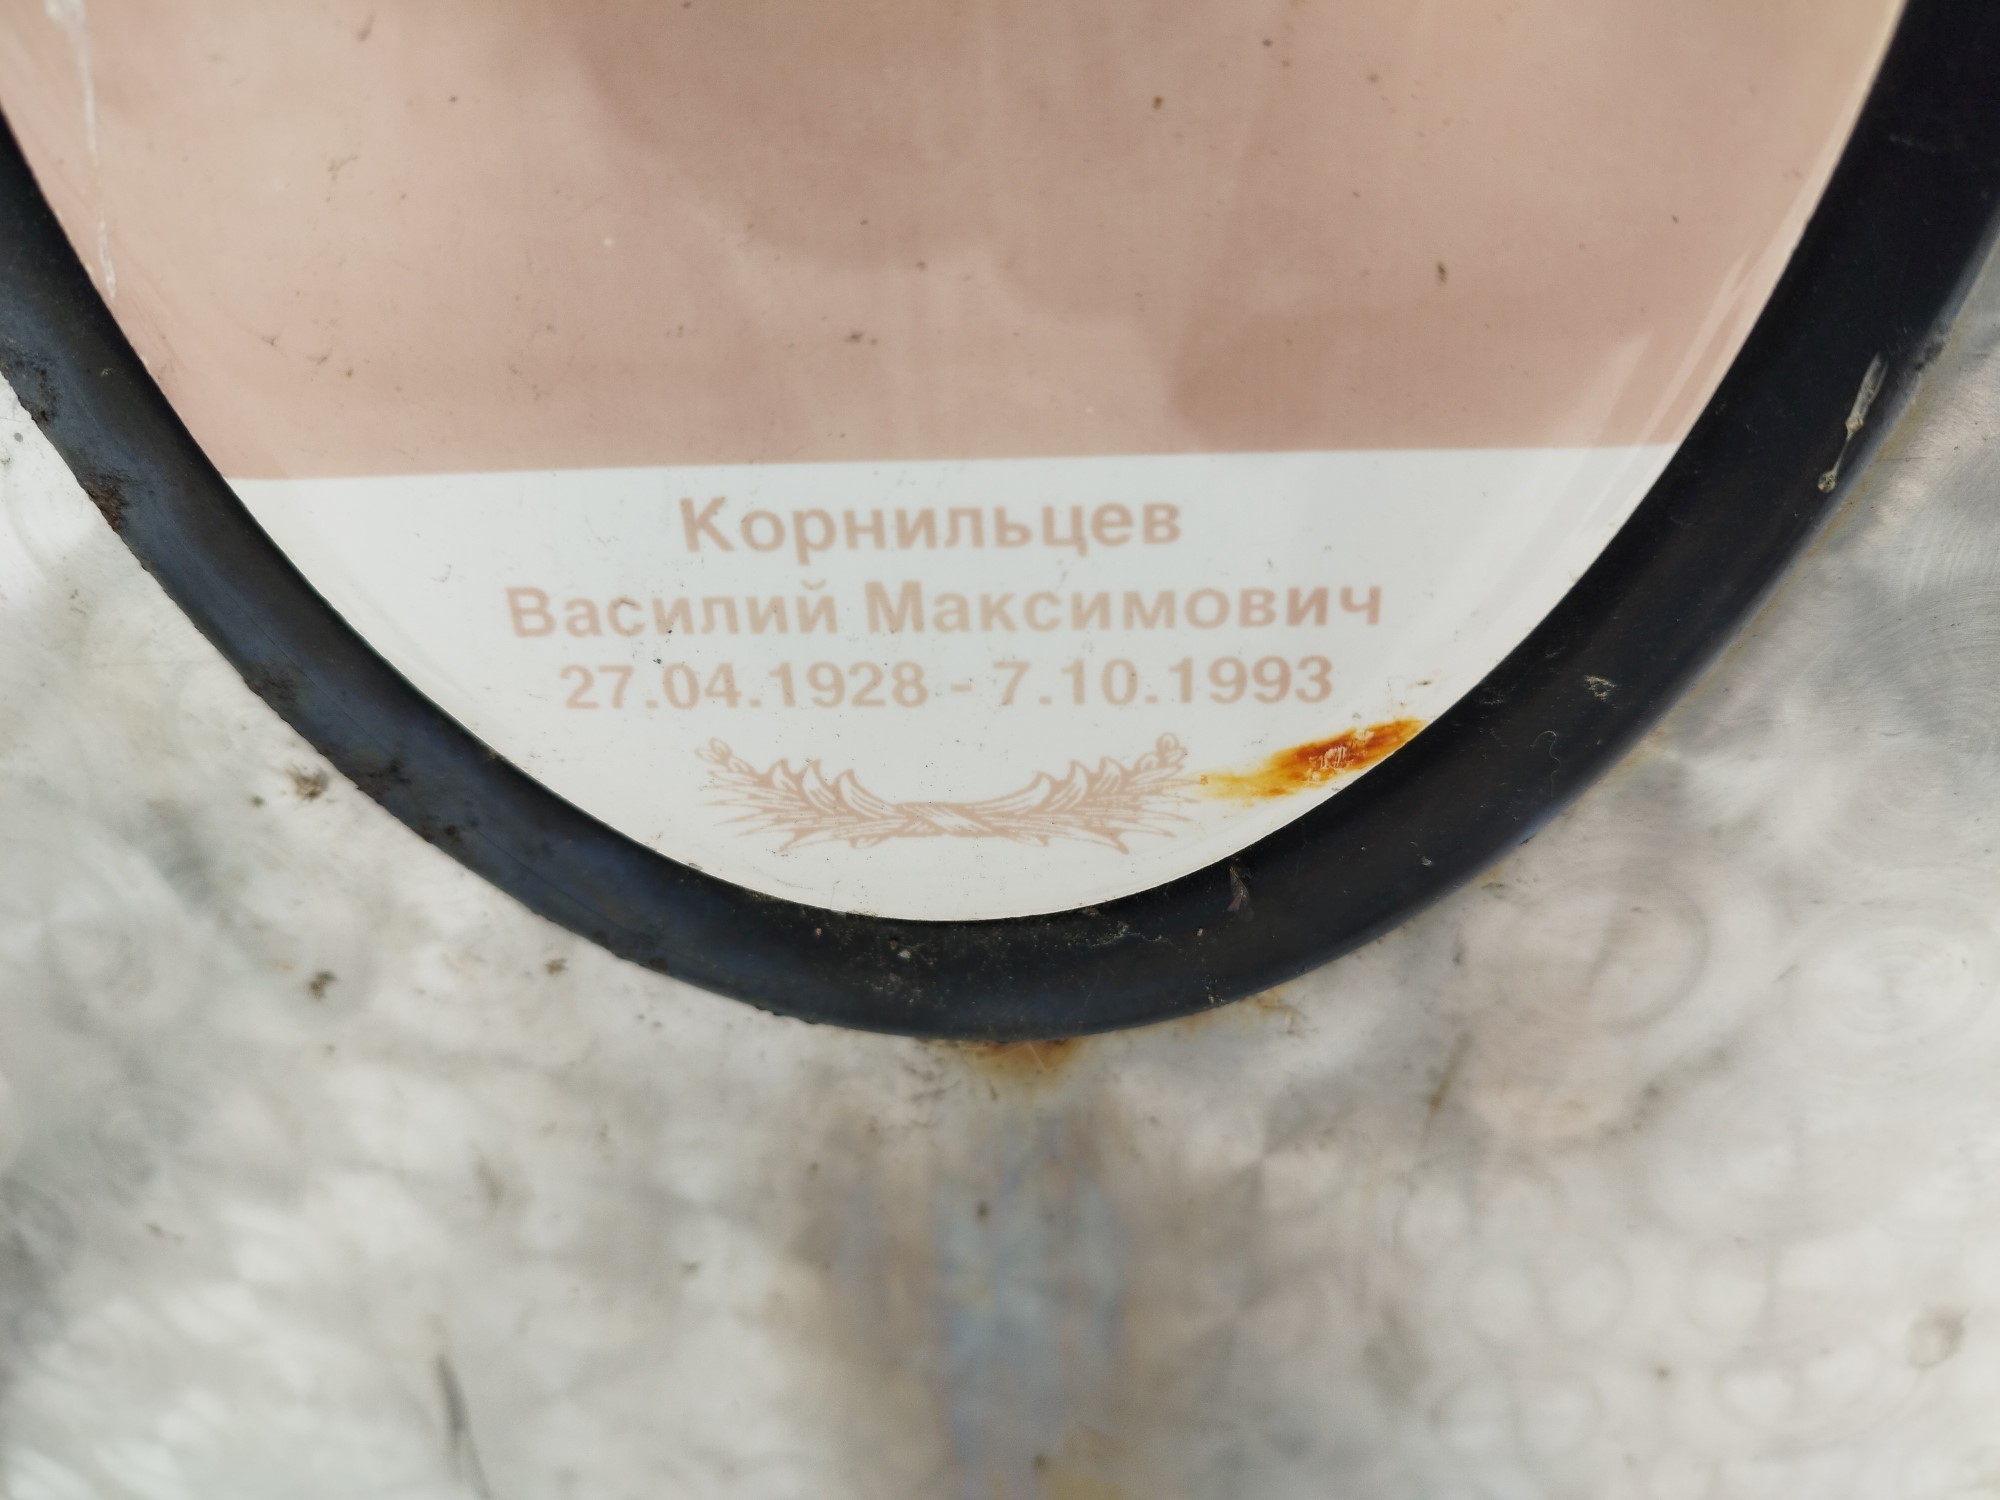 Корнильцев
Василий Максимович
27.04.1928 - 7.10.1993